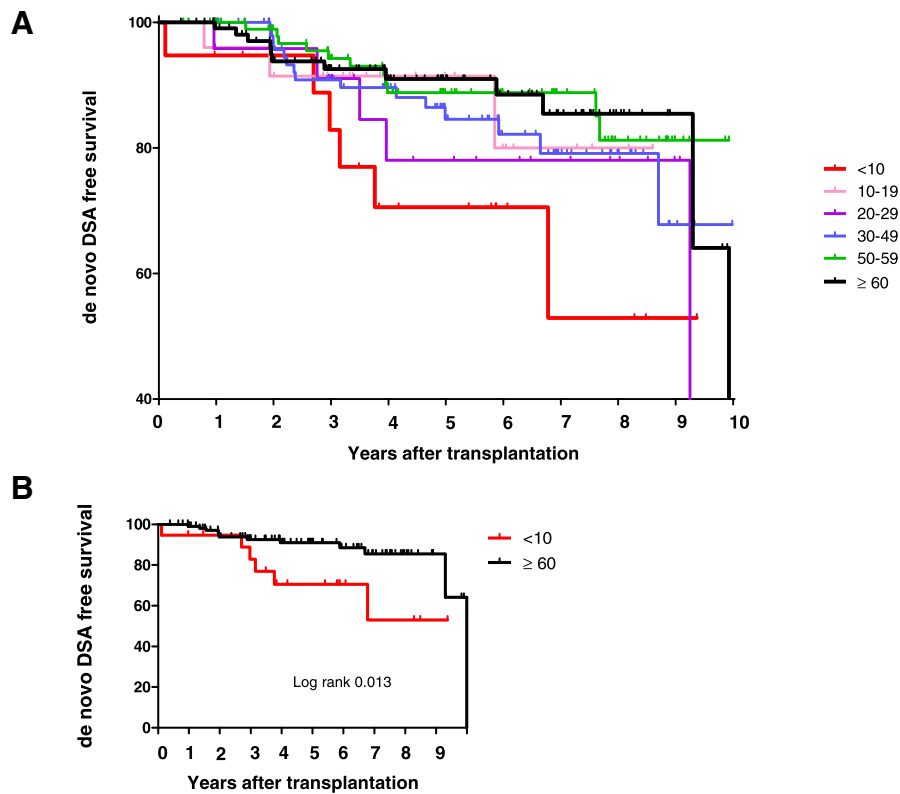 A
de novo DSA free survival
100
80
60
40
0 1 2 3 4 5 6 7 8 9 10
Years after transplantation
<10
10-19
20-29
30-49
50-59
≥ 60
B
de novo DSA free survival
100
80
60
40
20
0
0 1 2 3 4 5 6 7 8 9
Years after transplantation
Log rank 0.013
<10
≥ 60